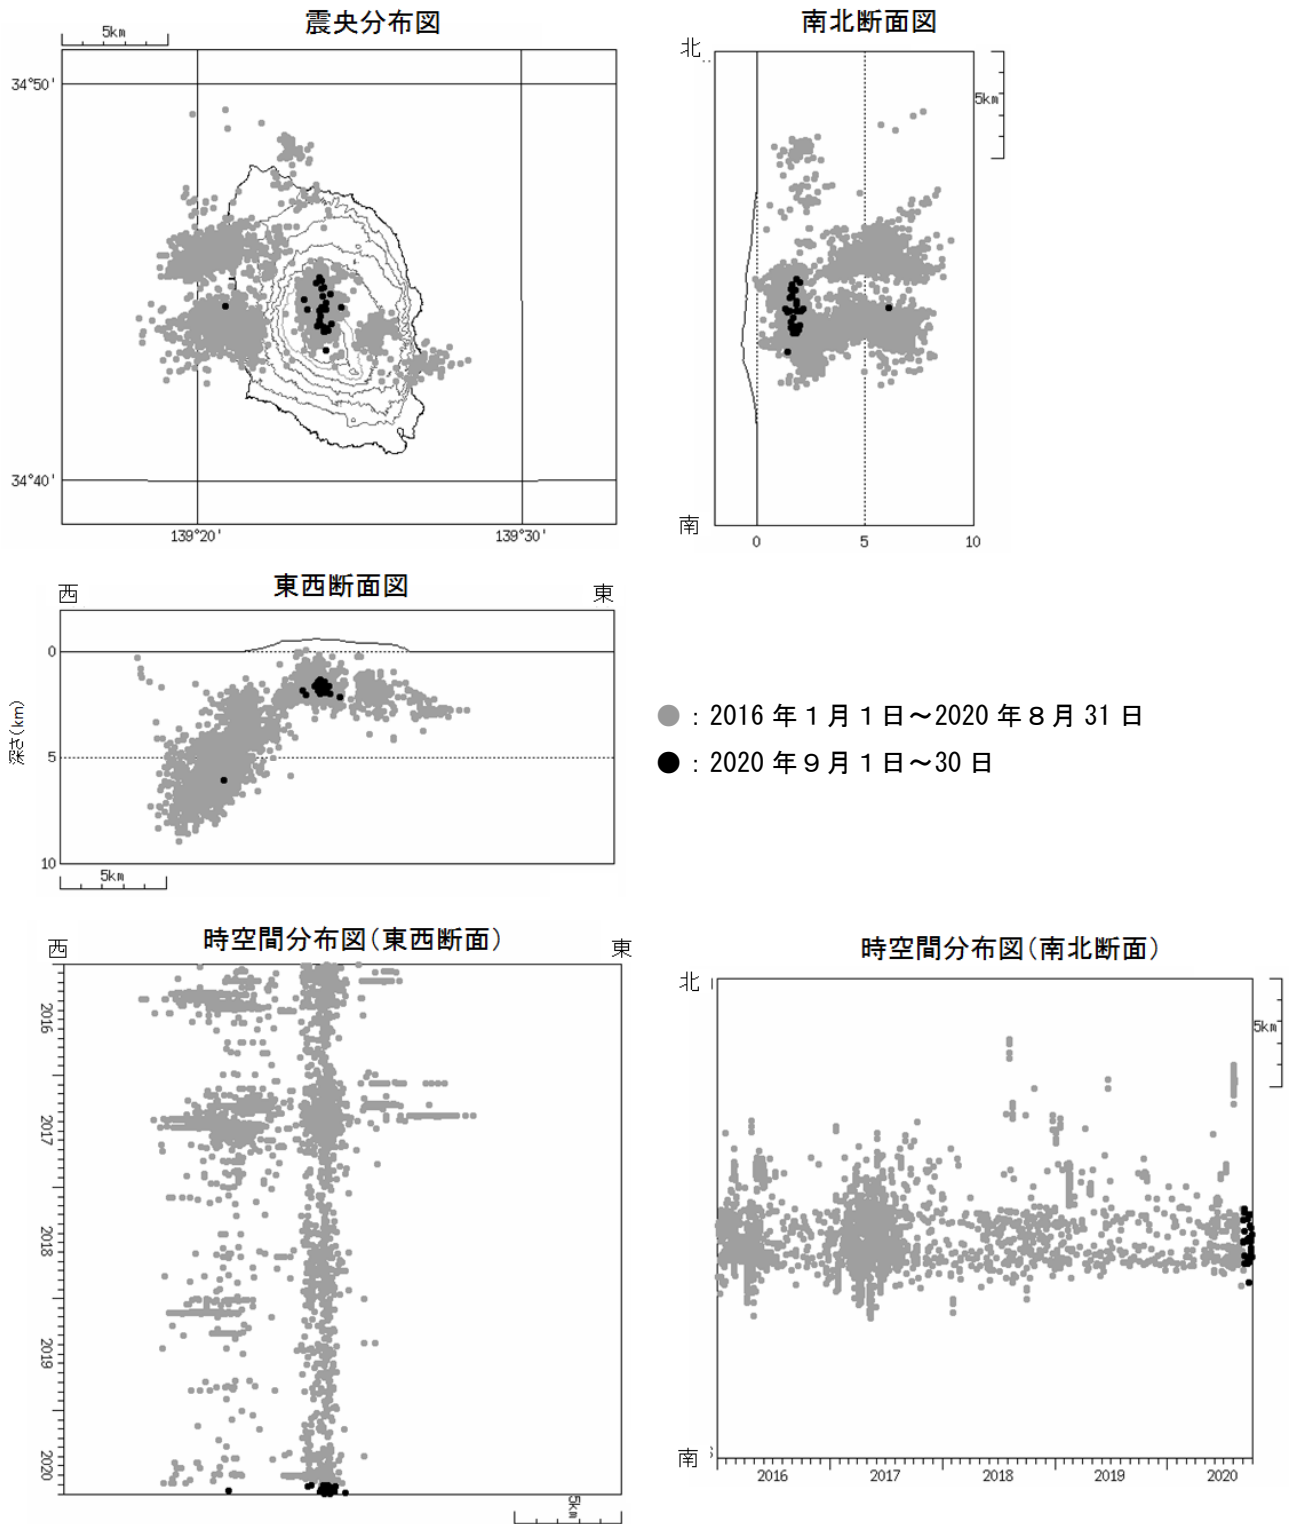 震央分布図
5km
34°50'
34°40'
139°20'
139°30'
南北断面図
北
5km
南
0
5
10
東西断面図
西
東
0
5
10
深さ(km)
5km
●：2016年１月１日～2020年８月31日
●：2020年９月１日～30日
時空間分布図(東西断面)
西
東
2016
2017
2018
2019
2020
5km
時空間分布図(南北断面)
北
5km
南
2016
2017
2018
2019
2020